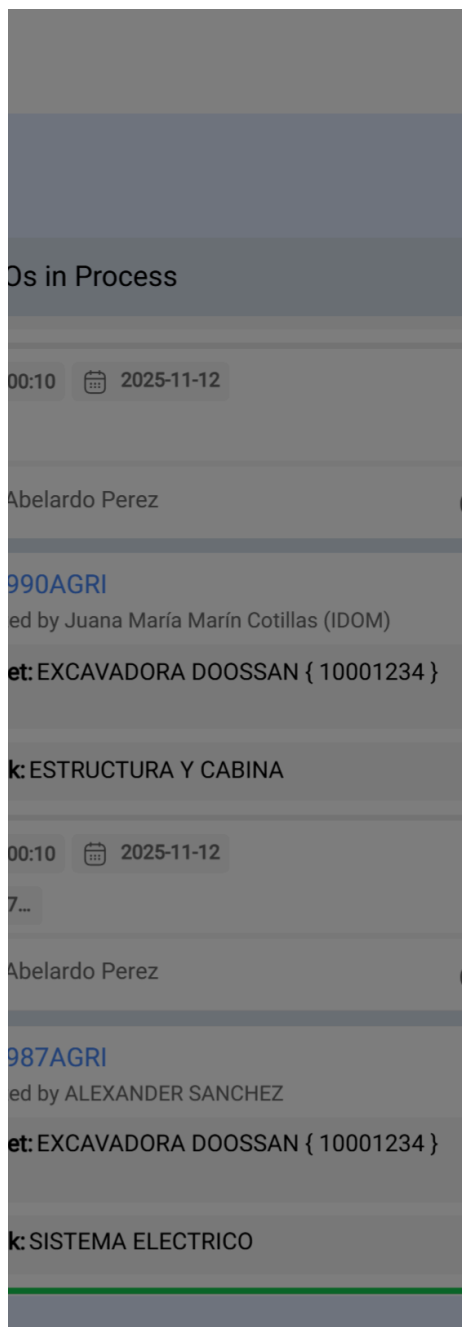 Os in Process
00:10 2025-11-12
Abelardo Perez
990AGRI
ed by Juana María Marín Cotillas (IDOM)
et: EXCAVADORA DOOSSAN { 10001234 }
k: ESTRUCTURA Y CABINA
00:10 2025-11-12
7...
Abelardo Perez
987AGRI
ed by ALEXANDER SANCHEZ
et: EXCAVADORA DOOSSAN { 10001234 }
k: SISTEMA ELECTRICO